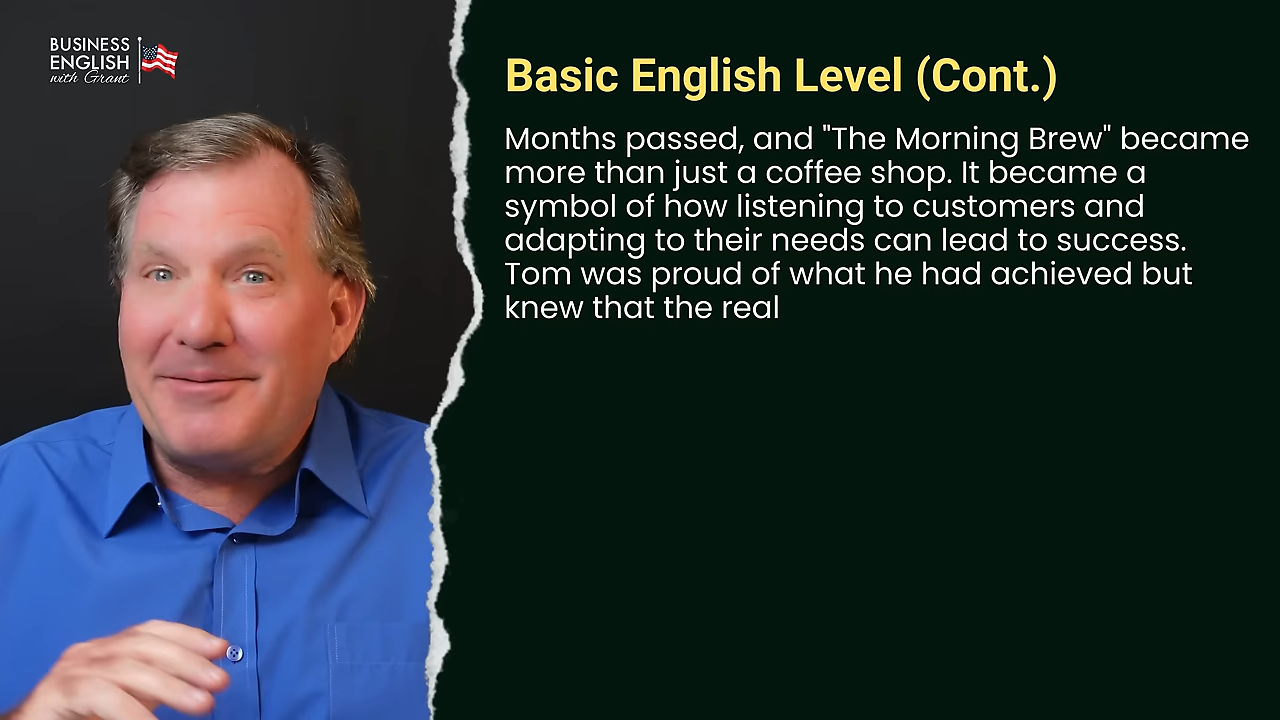 BUSINESS
ENGLISH
with Grant
Basic English Level (Cont.)
Months passed, and "The Morning Brew" became
more than just a coffee shop. It became a
symbol of how listening to customers and
adapting to their needs can lead to success.
Tom was proud of what he had achieved but
knew that the real